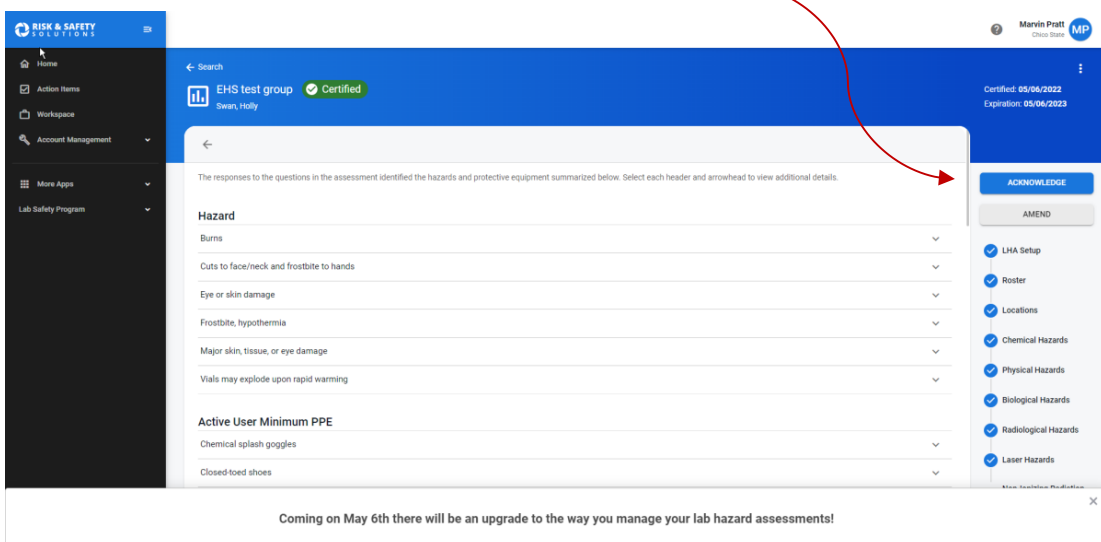 RISK & SAFETY
SOLUTIONS
Marvin Pratt
Chico State
MP
Home
Action Items
Workspace
Account Management
More Apps
Lab Safety Program
Search
EHS test group
Certified
Swan, Holly
Certified: 05/06/2022
Expiration: 05/06/2023
The responses to the questions in the assessment identified the hazards and protective equipment summarized below. Select each header and arrowhead to view additional details.
Hazard
Burns
Cuts to face/neck and frostbite to hands
Eye or skin damage
Frostbite, hypothermia
Major skin, tissue, or eye damage
Vials may explode upon rapid warming
Active User Minimum PPE
Chemical splash goggles
Closed-toed shoes
ACKNOWLEDGE
AMEND
LHA Setup
Roster
Locations
Chemical Hazards
Physical Hazards
Biological Hazards
Radiological Hazards
Laser Hazards
Non-Ionizing Radiation
Coming on May 6th there will be an upgrade to the way you manage your lab hazard assessments!